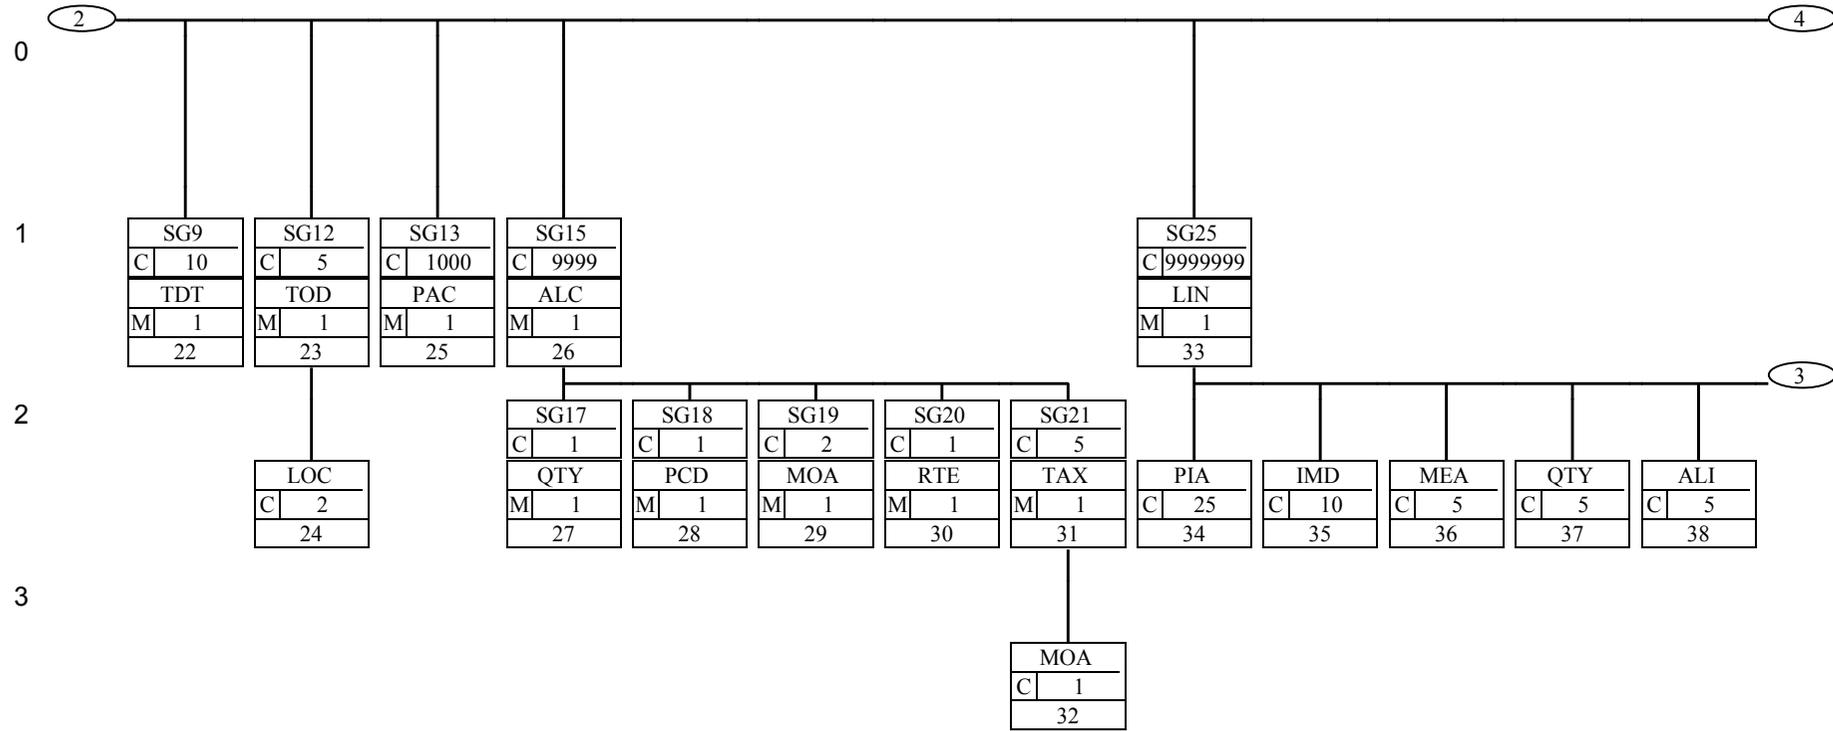 2 4
0
1 SG9 SG12 SG13 SG15 SG25
C 10 C 5 C 1000 C 9999 C 9999999
TDT TOD PAC ALC LIN
M 1 M 1 M 1 M 1 M 1
22 23 25 26 33
3
2 SG17 SG18 SG19 SG20 SG21
C 1 C 1 C 2 C 1 C 5
LOC QTY PCD MOA RTE TAX PIA IMD MEA QTY ALI
C 2 M 1 M 1 M 1 M 1 M 1 C 25 C 10 C 5 C 5 C 5
24 27 28 29 30 31 34 35 36 37 38
3
MOA
C 1
32